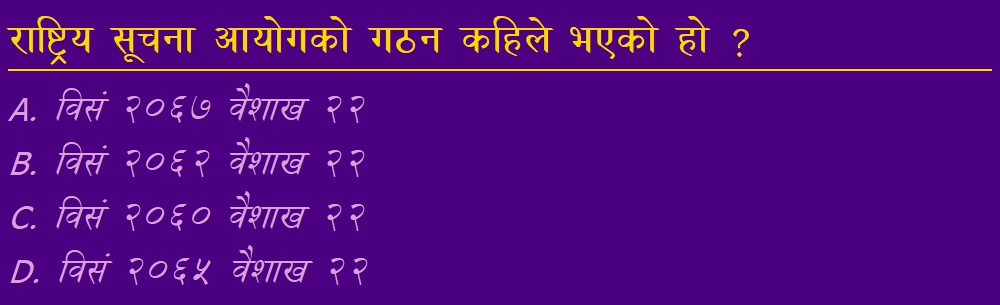 राष्ट्रिय सूचना आयोगको गठन कहिले भएको हो ?
A. विसं २०६७ वैशाख २२
B. विसं २०६२ वैशाख २२
C. विसं २०६० वैशाख २२
D. विसं २०६५ वैशाख २२